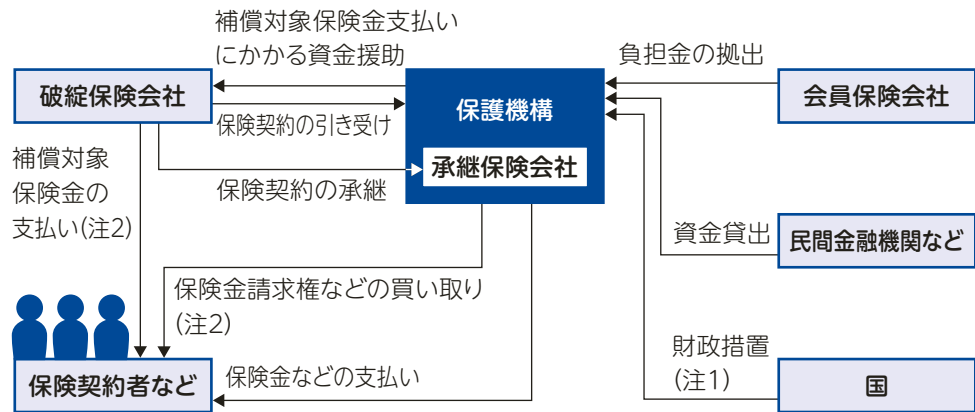 補償対象保険金支払い
にかかる資金援助
破綻保険会社
保険契約の引き受け
保護機構
承継保険会社
負担金の拠出
会員保険会社
補償対象
保険金の
支払い(注2)
保険契約の承継
資金貸出
民間金融機関など
保険金請求権などの買い取り
(注2)
保険契約者など
保険金などの支払い
財政措置
(注1)
国